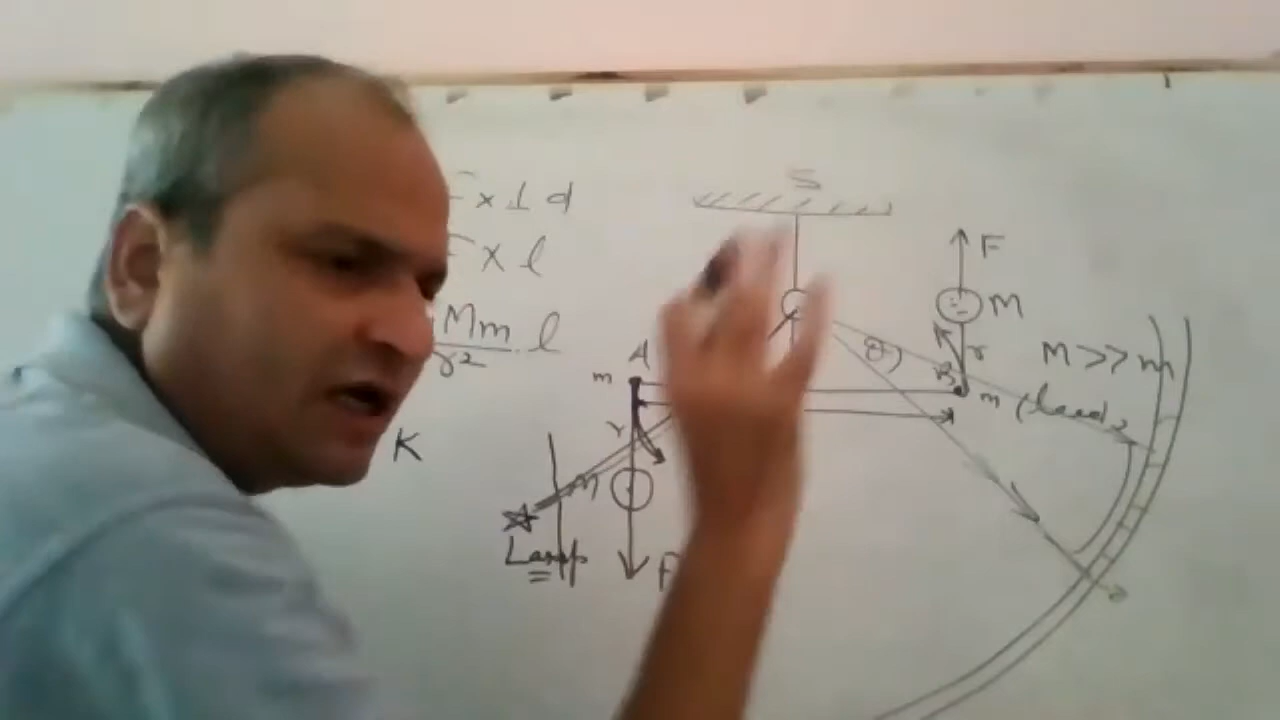 F x ⊥ d
F x l
Mm/r² . l
K
S
F
M
r
θ
B
m (lead)
M >> m
A
m
r
M
Lamp
F